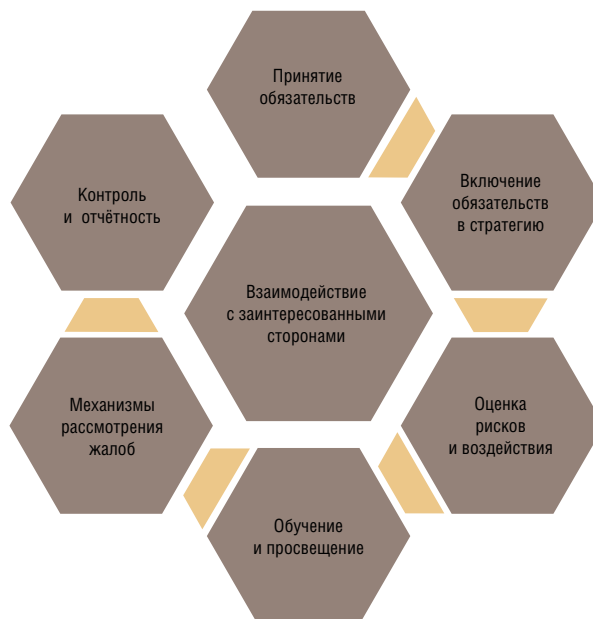 Принятие
обязательств
Включение
обязательств
в стратегию
Контроль
и отчётность
Взаимодействие
с заинтересованными
сторонами
Оценка
рисков
и воздействия
Механизмы
рассмотрения
жалоб
Обучение
и просвещение